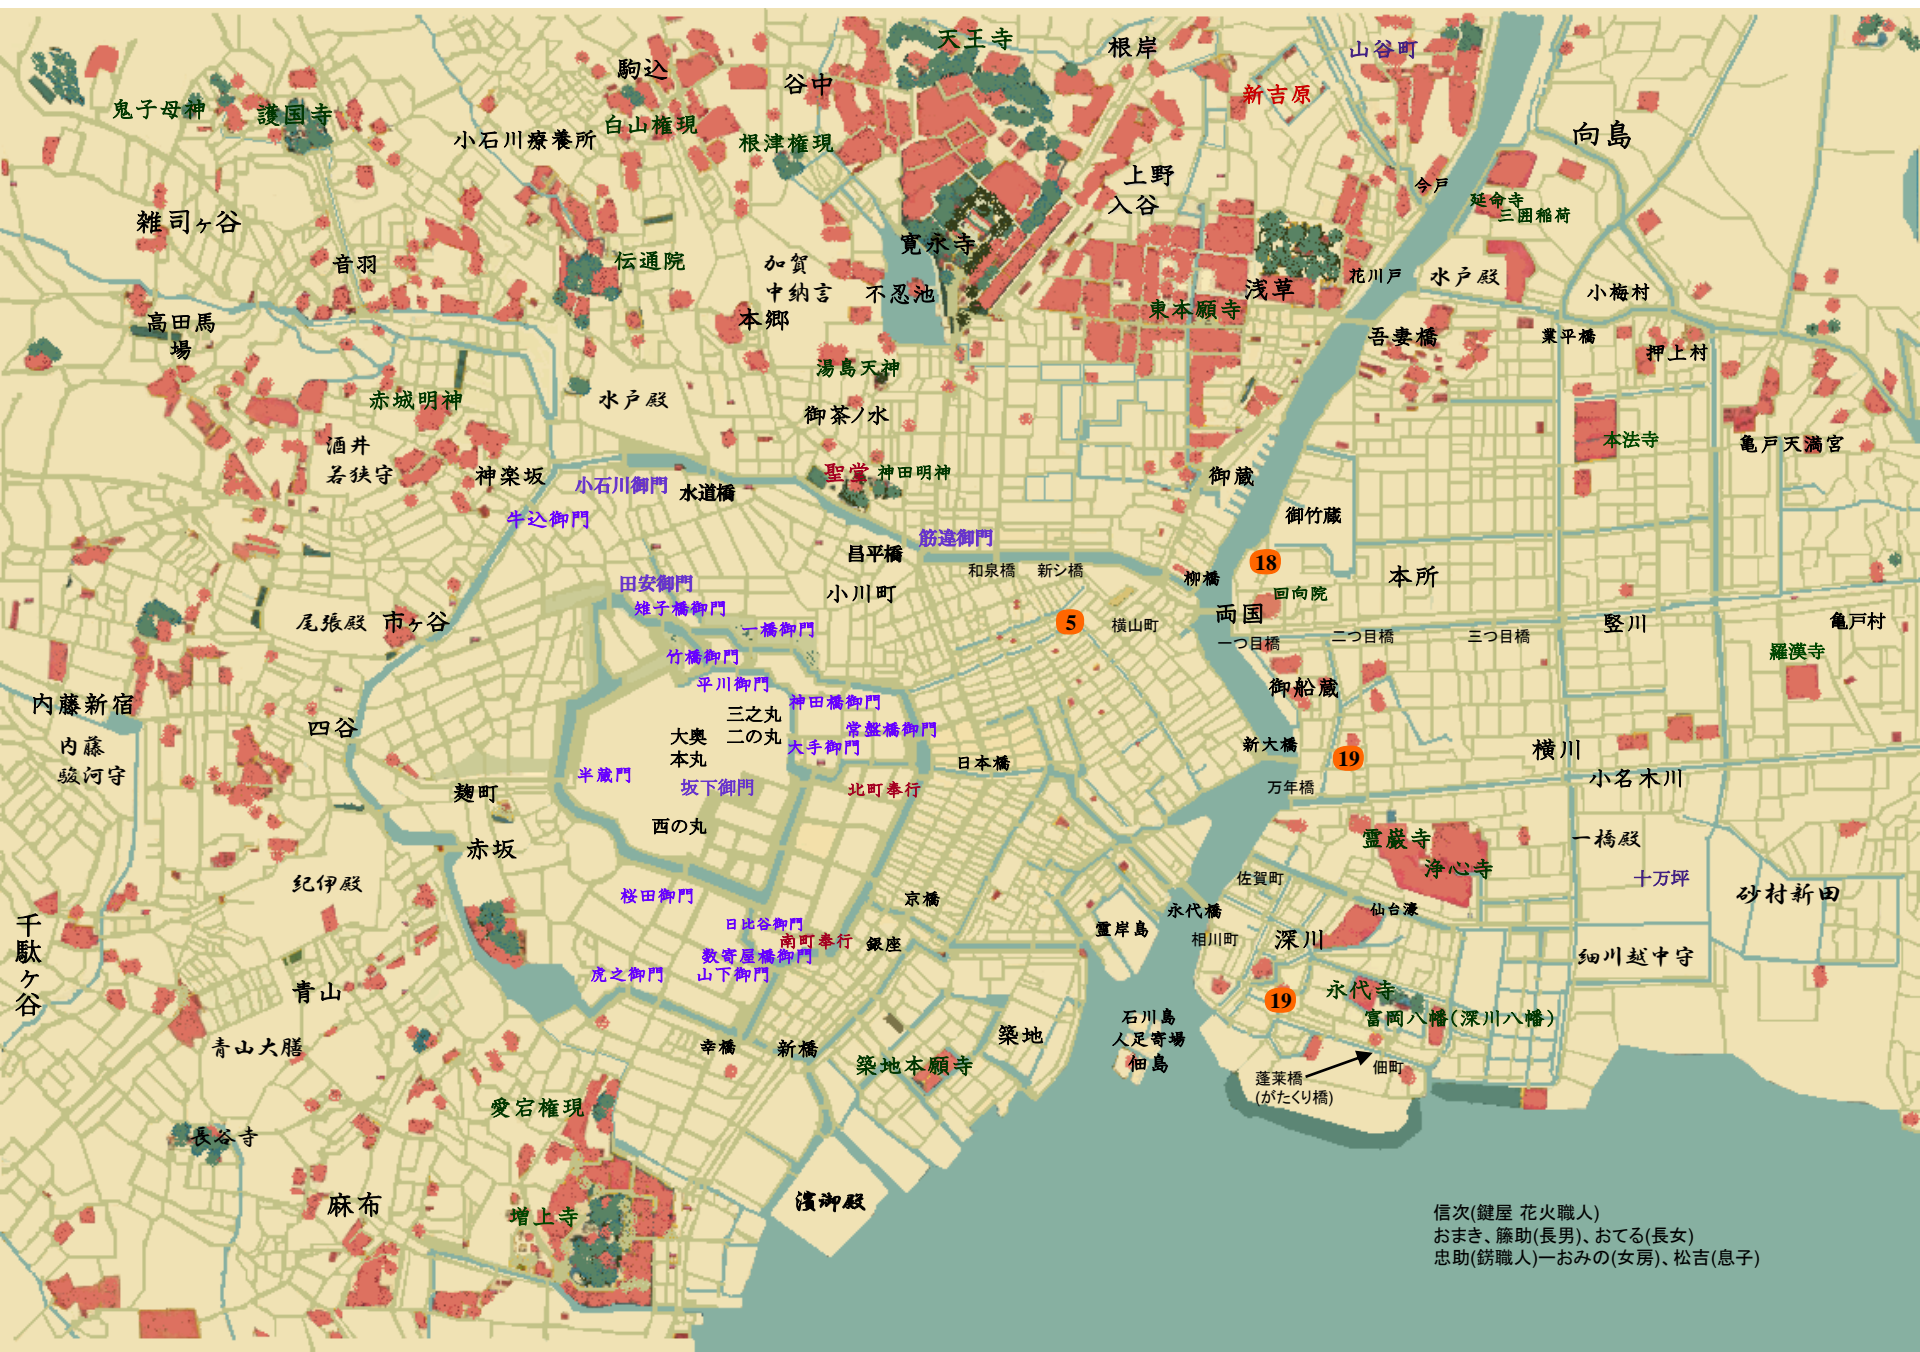 天王寺
根岸
山谷町
駒込
谷中
新吉原
鬼子母神
護国寺
小石川療養所
白山権現
根津権現
向島
上野
入谷
今戸
延命寺
三囲稲荷
雑司ヶ谷
音羽
伝通院
加賀
中納言
寛永寺
不忍池
浅草
花川戸
水戸殿
小梅村
高田馬
場
本郷
東本願寺
吾妻橋
業平橋
押上村
湯島天神
赤城明神
水戸殿
御茶ノ水
酒井
若狭守
神楽坂
小石川御門
水道橋
聖堂
神田明神
御蔵
本法寺
亀戸天満宮
牛込御門
昌平橋
筋違御門
御竹蔵
和泉橋
新シ橋
柳橋
18
本所
田安御門
雉子橋御門
小川町
回向院
尾張殿
市ヶ谷
一橋御門
5
横山町
両国
一つ目橋
二つ目橋
三つ目橋
竪川
亀戸村
羅漢寺
竹橋御門
平川御門
神田橋御門
御船蔵
内藤新宿
四谷
三之丸
二の丸
大奥
本丸
常盤橋御門
大手御門
内藤
駿河守
半蔵門
坂下御門
北町奉行
日本橋
新大橋
19
横川
小名木川
万年橋
麹町
西の丸
赤坂
霊巌寺
浄心寺
一橋殿
十万坪
砂村新田
紀伊殿
桜田御門
京橋
佐賀町
仙台濠
永代橋
日比谷御門
南町奉行
銀座
霊岸島
相川町
深川
数寄屋橋御門
山下御門
虎之御門
細川越中守
千駄ヶ谷
青山
永代寺
19
富岡八幡(深川八幡)
石川島
人足寄場
佃島
築地
青山大膳
幸橋
新橋
築地本願寺
蓬莱橋
(がたくり橋)
佃町
愛宕権現
長谷寺
麻布
増上寺
濱御殿
信次(鍵屋 花火職人)
おまき、籐助(長男)、おてる(長女)
忠助(錺職人)ーおみの(女房)、松吉(息子)